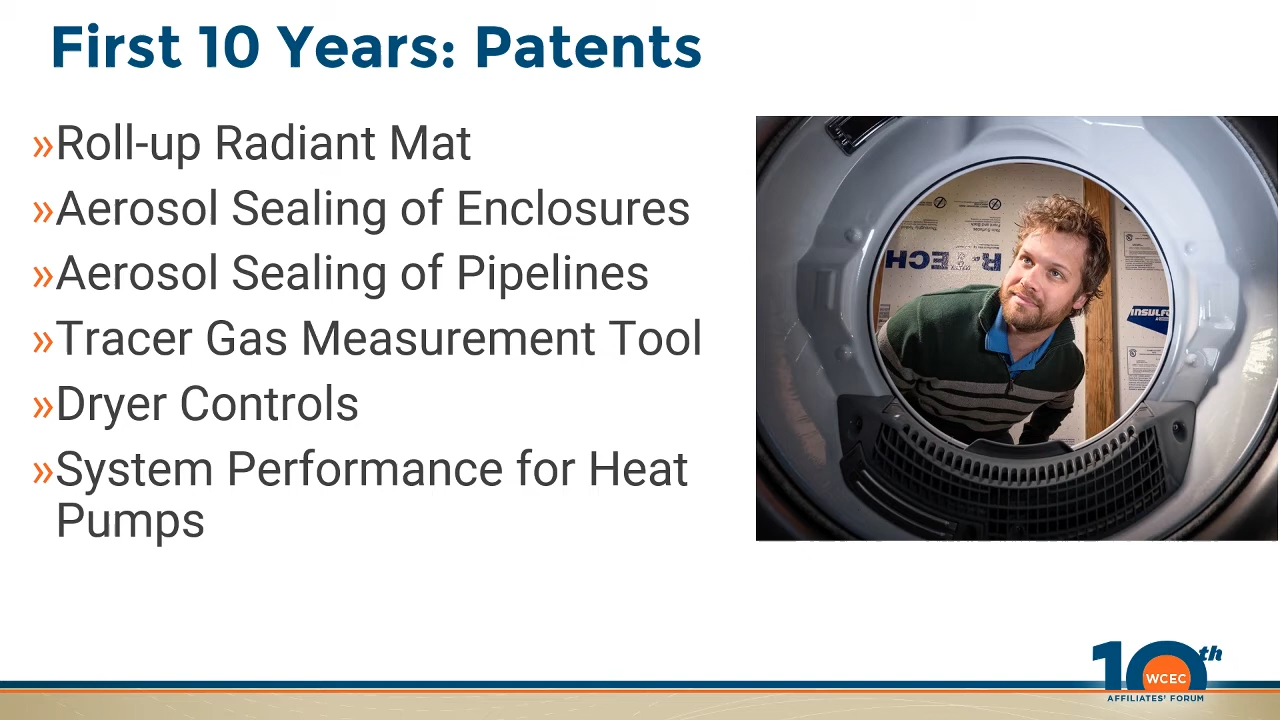 First 10 Years: Patents
»Roll-up Radiant Mat
»Aerosol Sealing of Enclosures
»Aerosol Sealing of Pipelines
»Tracer Gas Measurement Tool
»Dryer Controls
»System Performance for Heat
Pumps
10th
WCEC
AFFILIATES' FORUM